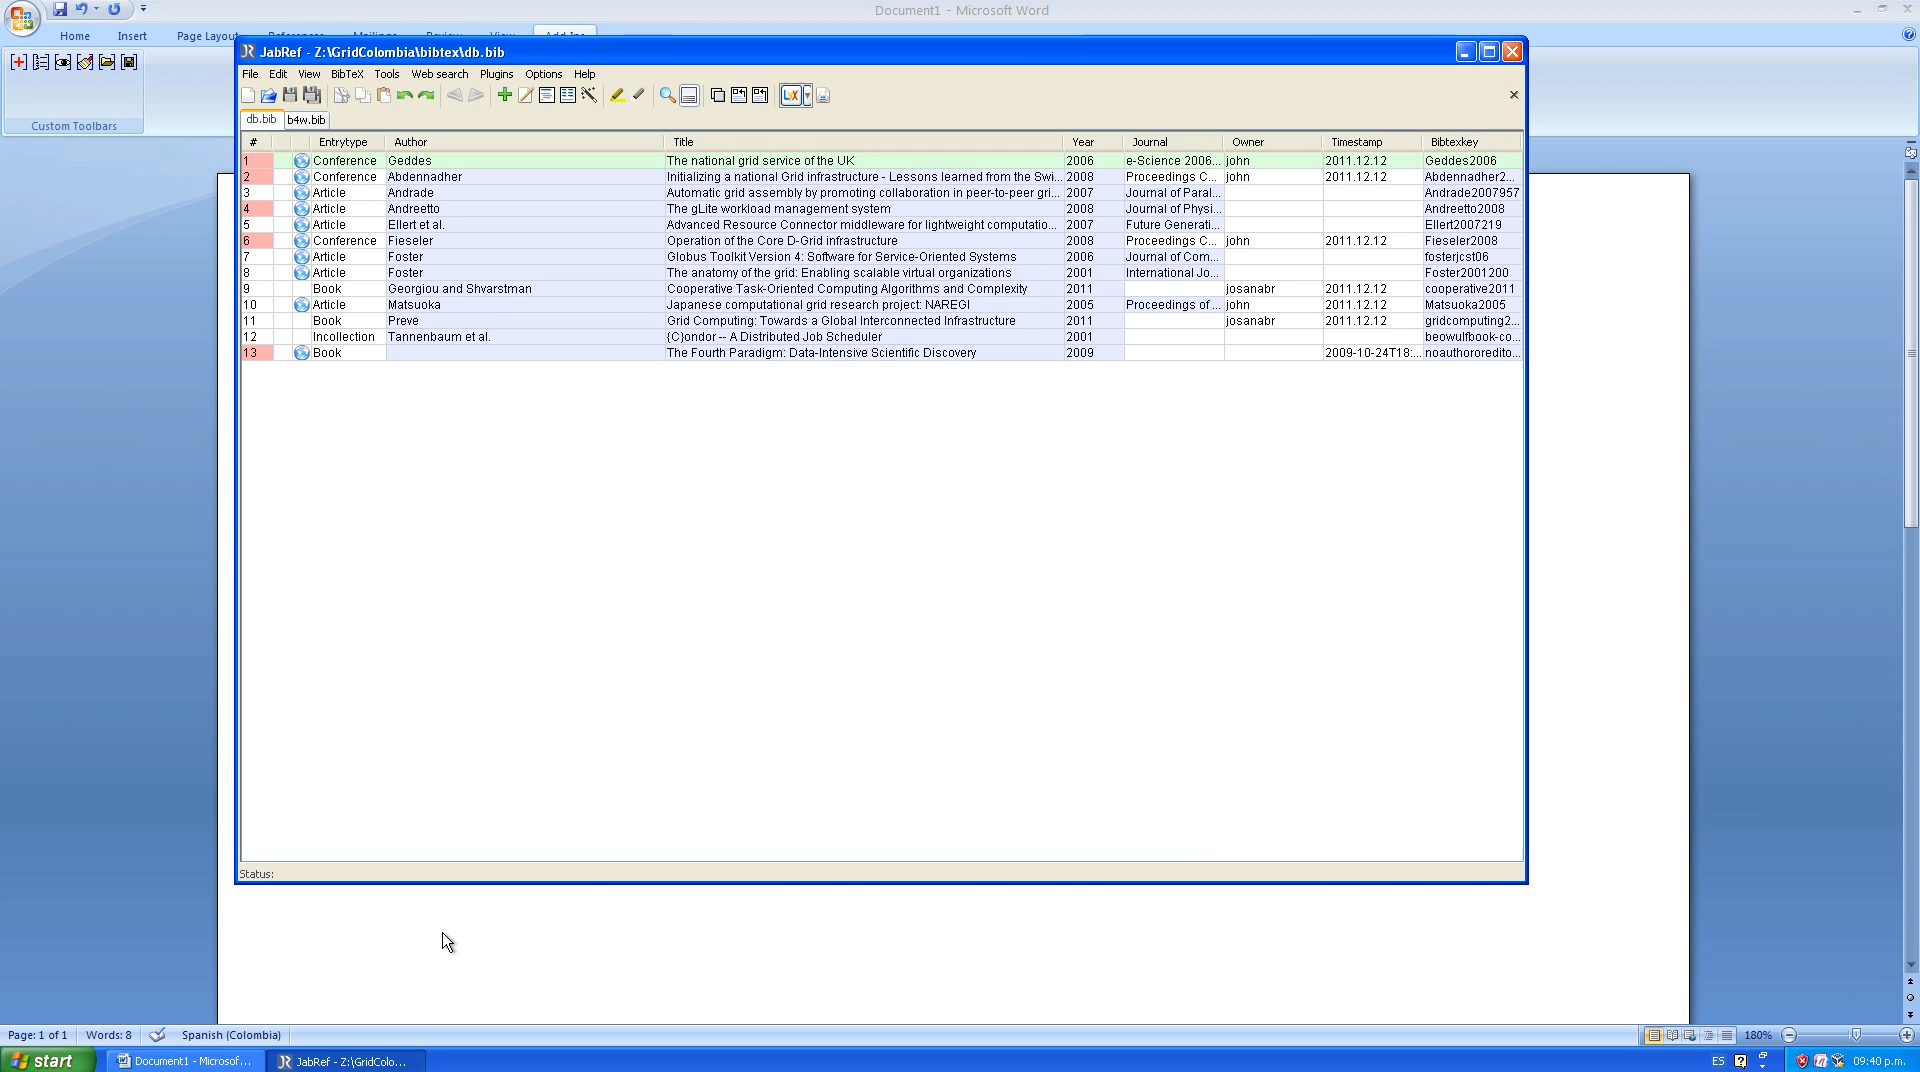 Document1 - Microsoft Word
Home Insert Page Layout Add-Ins
JabRef - Z:\GridColombia\bibtex\db.bib
File Edit View BibTeX Tools Web search Plugins Options Help
db.bib b4w.bib
Custom Toolbars
# Entrytype Author Title Year Journal Owner Timestamp Bibtexkey
1 Conference Geddes The national grid service of the UK 2006 e-Science 2006... john 2011.12.12 Geddes2006
2 Conference Abdennadher Initializing a national Grid infrastructure - Lessons learned from the Swi... 2008 Proceedings C... john 2011.12.12 Abdennadher2...
3 Article Andrade Automatic grid assembly by promoting collaboration in peer-to-peer gri... 2007 Journal of Paral... Andrade2007957
4 Article Andreetto The gLite workload management system 2008 Journal of Physi... Andreetto2008
5 Article Ellert et al. Advanced Resource Connector middleware for lightweight computatio... 2007 Future Generati... Ellert2007219
6 Conference Fieseler Operation of the Core D-Grid infrastructure 2008 Proceedings C... john 2011.12.12 Fieseler2008
7 Article Foster Globus Toolkit Version 4: Software for Service-Oriented Systems 2006 Journal of Com... fosterjcst06
8 Article Foster The anatomy of the grid: Enabling scalable virtual organizations 2001 International Jo... Foster2001200
9 Book Georgiou and Shvarstman Cooperative Task-Oriented Computing Algorithms and Complexity 2011 josanabr 2011.12.12 cooperative2011
10 Article Matsuoka Japanese computational grid research project: NAREGI 2005 Proceedings of ... john 2011.12.12 Matsuoka2005
11 Book Preve Grid Computing: Towards a Global Interconnected Infrastructure 2011 josanabr 2011.12.12 gridcomputing2...
12 Incollection Tannenbaum et al. {C}ondor -- A Distributed Job Scheduler 2001 beowulfbook-co...
13 Book The Fourth Paradigm: Data-Intensive Scientific Discovery 2009 2009-10-24T18:... noauthororedito...
Status:
Page: 1 of 1 Words: 8 Spanish (Colombia) 180%
start Document1 - Microsof... JabRef - Z:\GridColo... ES 09:40 p.m.